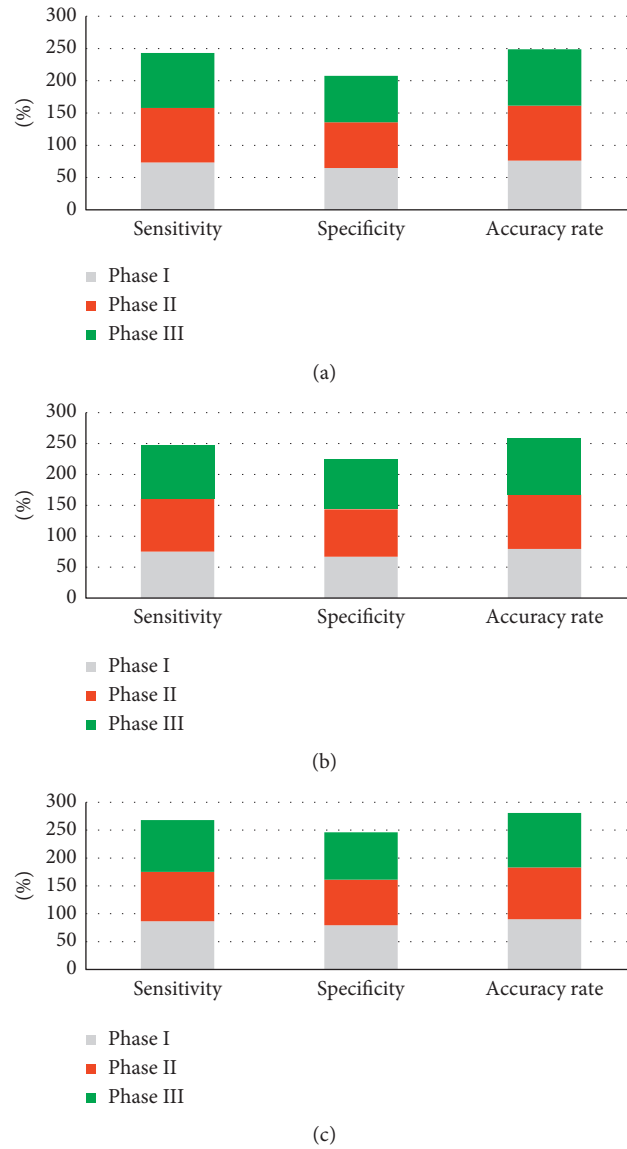 300
250
200
150
100
50
0
(%)
Sensitivity Specificity Accuracy rate
Phase I
Phase II
Phase III
(a)
300
250
200
150
100
50
0
(%)
Sensitivity Specificity Accuracy rate
Phase I
Phase II
Phase III
(b)
300
250
200
150
100
50
0
(%)
Sensitivity Specificity Accuracy rate
Phase I
Phase II
Phase III
(c)